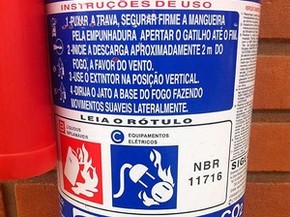 INSTRUÇÕES DE USO
1-PUXAR A TRAVA, SEGURAR FIRME A MANGUEIRA
PELA EMPUNHADURA APERTAR O GATILHO ATÉ O FIM.
2-INICIE A DESCARGA APROXIMADAMENTE 2 m DO
FOGO, A FAVOR DO VENTO.
3-USE O EXTINTOR NA POSIÇÃO VERTICAL.
4-DIRIJA O JATO A BASE DO FOGO FAZENDO
MOVIMENTOS SUAVES LATERALMENTE.
LEIA O RÓTULO
LÍQUIDOS
INFLAMÁVEIS
C EQUIPAMENTOS
ELÉTRICOS
NBR
11716